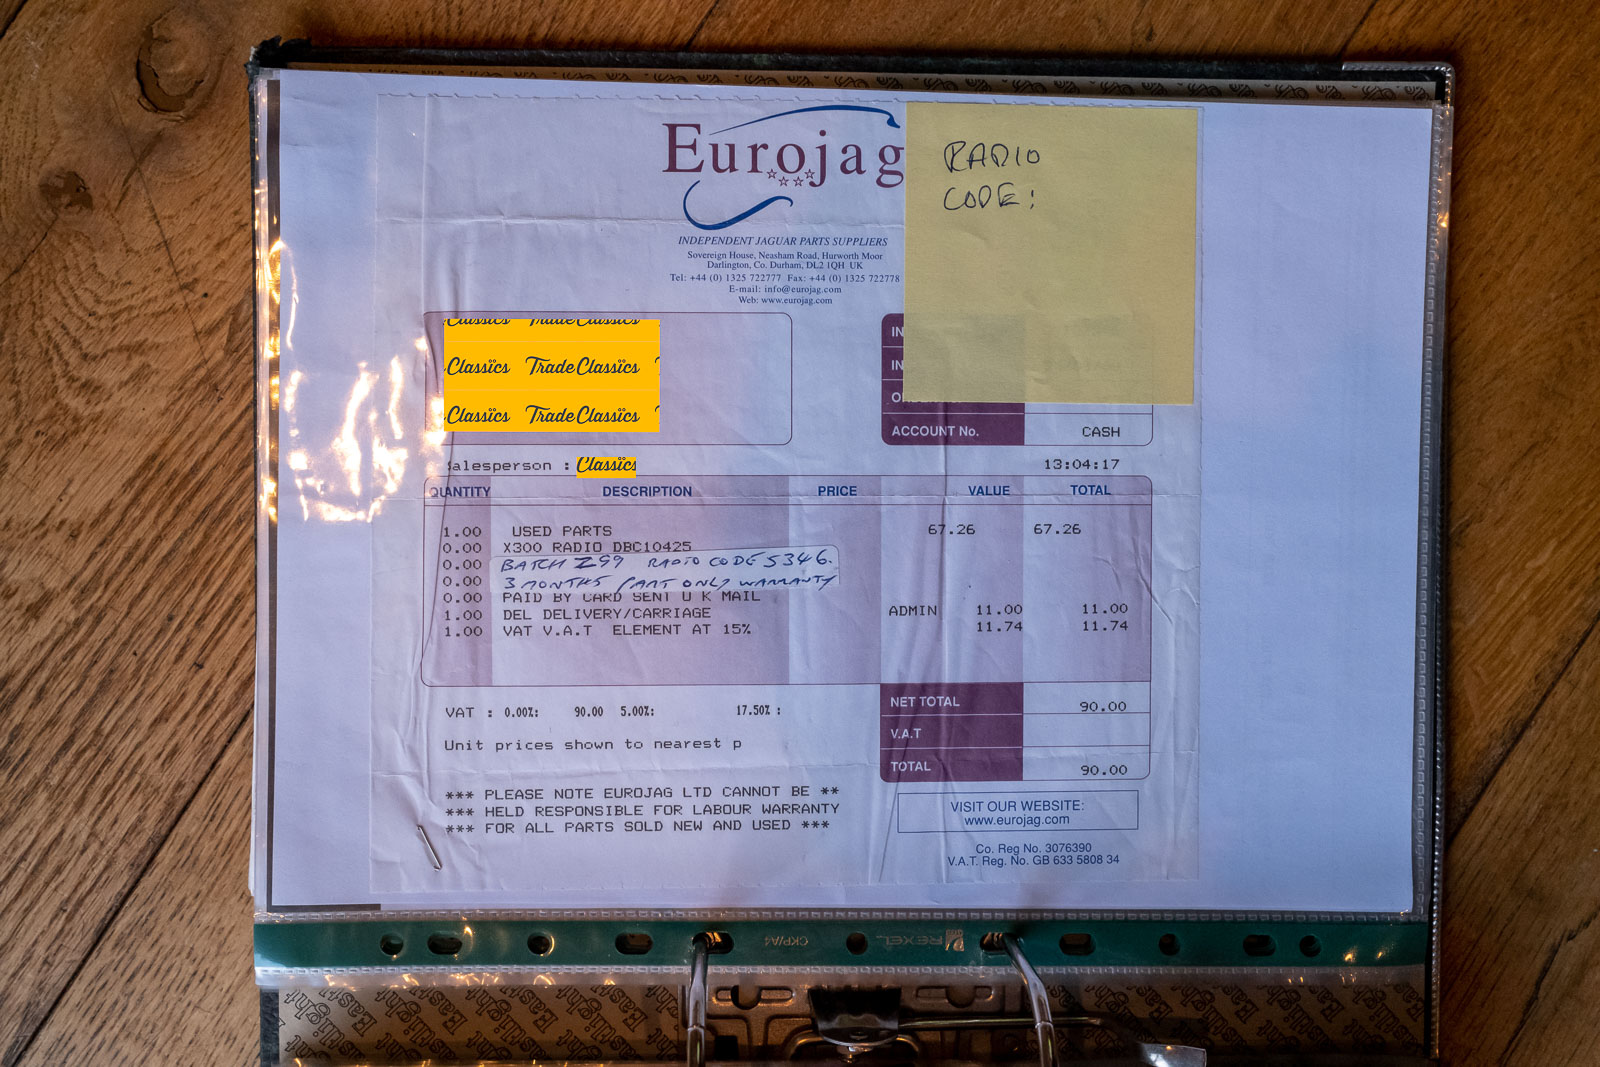 Eurojag
INDEPENDENT JAGUAR PARTS SUPPLIERS
Sovereign House, Neasham Road, Hurworth Moor
Darlington, Co. Durham, DL2 1QH UK
Tel: +44 (0) 1325 722777 Fax: +44 (0) 1325 722778
E-mail: info@eurojag.com
Web: www.eurojag.com
RADIO
CODE:
Classics TradeClassics
Classics TradeClassics
Classics TradeClassics
IN
IN
ACCOUNT No. CASH
alesperson : Classics
13:04:17
QUANTITY DESCRIPTION PRICE VALUE TOTAL
1.00 USED PARTS 67.26 67.26
0.00 X300 RADIO DBC10425
0.00 BATCH Z99 RADIO CODE 5346.
0.00 3 MONTHS PART ONLY WARRANTY
0.00 PAID BY CARD SENT U K MAIL
1.00 DEL DELIVERY/CARRIAGE ADMIN 11.00 11.00
1.00 VAT V.A.T ELEMENT AT 15% 11.74 11.74
VAT : 0.00%: 90.00 5.00%: 17.50% :
Unit prices shown to nearest p
NET TOTAL 90.00
V.A.T
TOTAL 90.00
*** PLEASE NOTE EUROJAG LTD CANNOT BE **
*** HELD RESPONSIBLE FOR LABOUR WARRANTY
*** FOR ALL PARTS SOLD NEW AND USED ***
VISIT OUR WEBSITE:
www.eurojag.com
Co. Reg No. 3076390
V.A.T. Reg. No. GB 633 5808 34
CKP/A4 REXEL
Eastlight